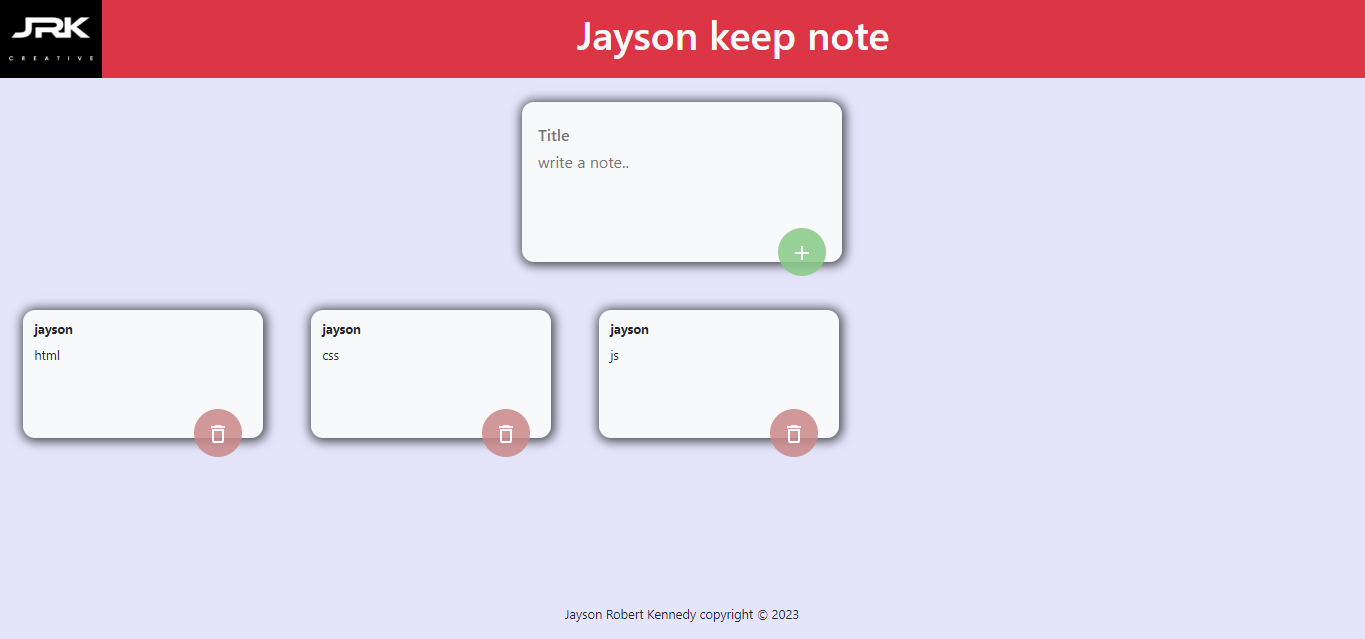 JRK
CREATIVE
Jayson keep note
Title
write a note..
jayson
html
jayson
css
jayson
js
Jayson Robert Kennedy copyright © 2023